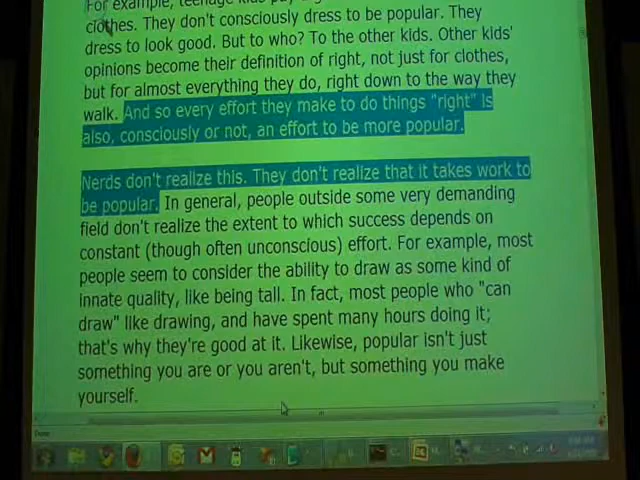 For example, teenage kids pay
clothes. They don't consciously dress to be popular. They
dress to look good. But to who? To the other kids. Other kids'
opinions become their definition of right, not just for clothes,
but for almost everything they do, right down to the way they
walk. And so every effort they make to do things "right" is
also, consciously or not, an effort to be more popular.
Nerds don't realize this. They don't realize that it takes work to
be popular. In general, people outside some very demanding
field don't realize the extent to which success depends on
constant (though often unconscious) effort. For example, most
people seem to consider the ability to draw as some kind of
innate quality, like being tall. In fact, most people who "can
draw" like drawing, and have spent many hours doing it;
that's why they're good at it. Likewise, popular isn't just
something you are or you aren't, but something you make
yourself.
Done